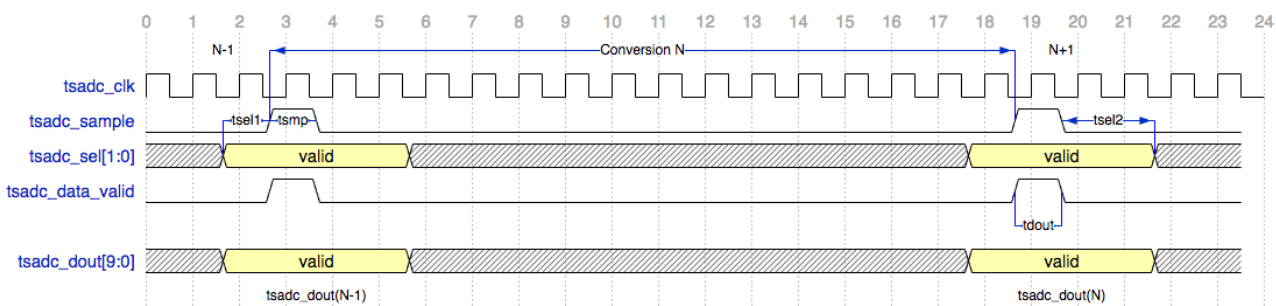 0 1 2 3 4 5 6 7 8 9 10 11 12 13 14 15 16 17 18 19 20 21 22 23 24
N-1 Conversion N N+1
tsadc_clk
tsadc_sample tsel1 tsmp tsel2
tsadc_sel[1:0] valid valid
tsadc_data_valid
tdout
tsadc_dout[9:0] valid valid
tsadc_dout(N-1) tsadc_dout(N)